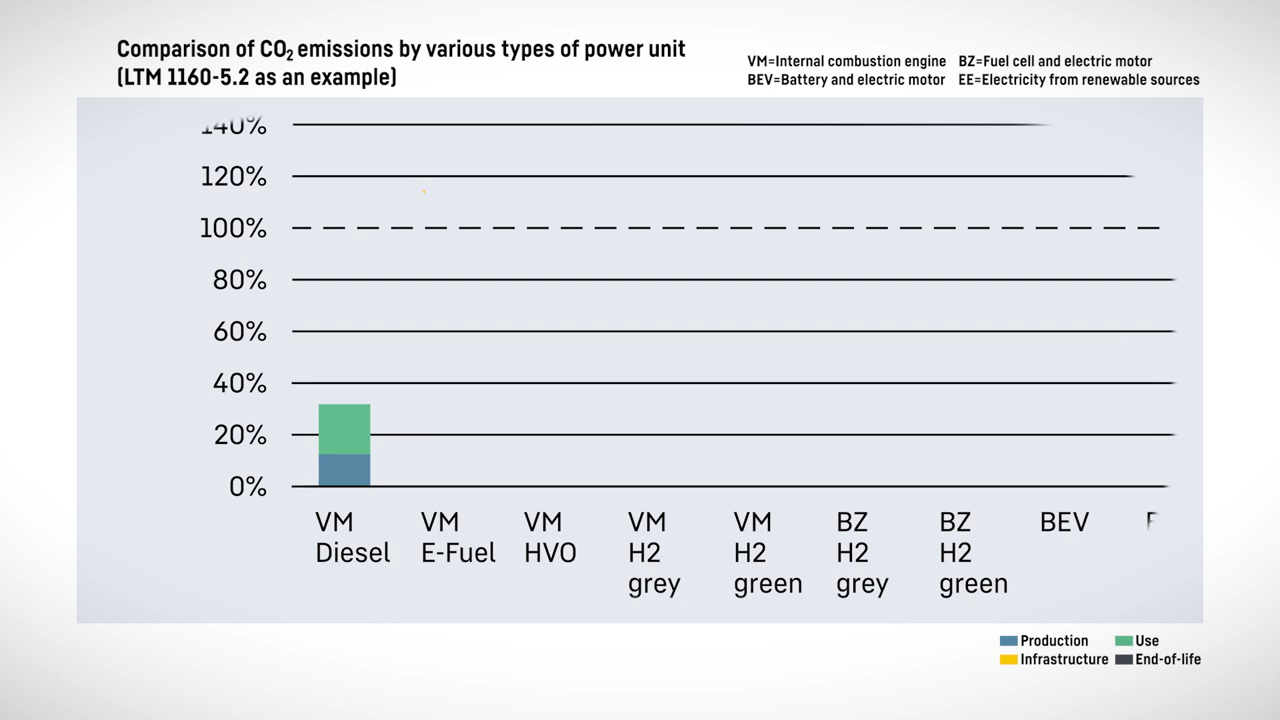 Comparison of CO₂ emissions by various types of power unit
(LTM 1160-5.2 as an example)
VM=Internal combustion engine BZ=Fuel cell and electric motor
BEV=Battery and electric motor EE=Electricity from renewable sources
140%
120%
100%
80%
60%
40%
20%
0%
VM Diesel
VM E-Fuel
VM HVO
VM H2 grey
VM H2 green
BZ H2 grey
BZ H2 green
BEV
Production Use
Infrastructure End-of-life